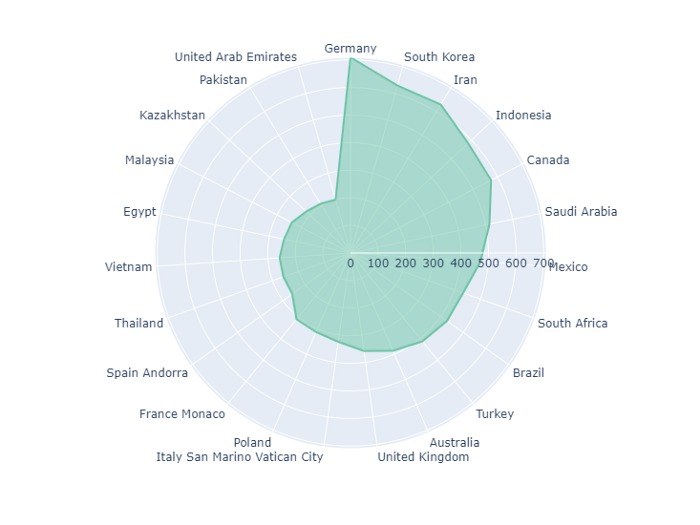 Germany
United Arab Emirates
South Korea
Pakistan
Iran
Kazakhstan
Indonesia
Malaysia
Canada
Egypt
Saudi Arabia
0 100 200 300 400 500 600 700
Mexico
Vietnam
Thailand
South Africa
Spain Andorra
Brazil
France Monaco
Turkey
Poland
Australia
Italy San Marino Vatican City
United Kingdom